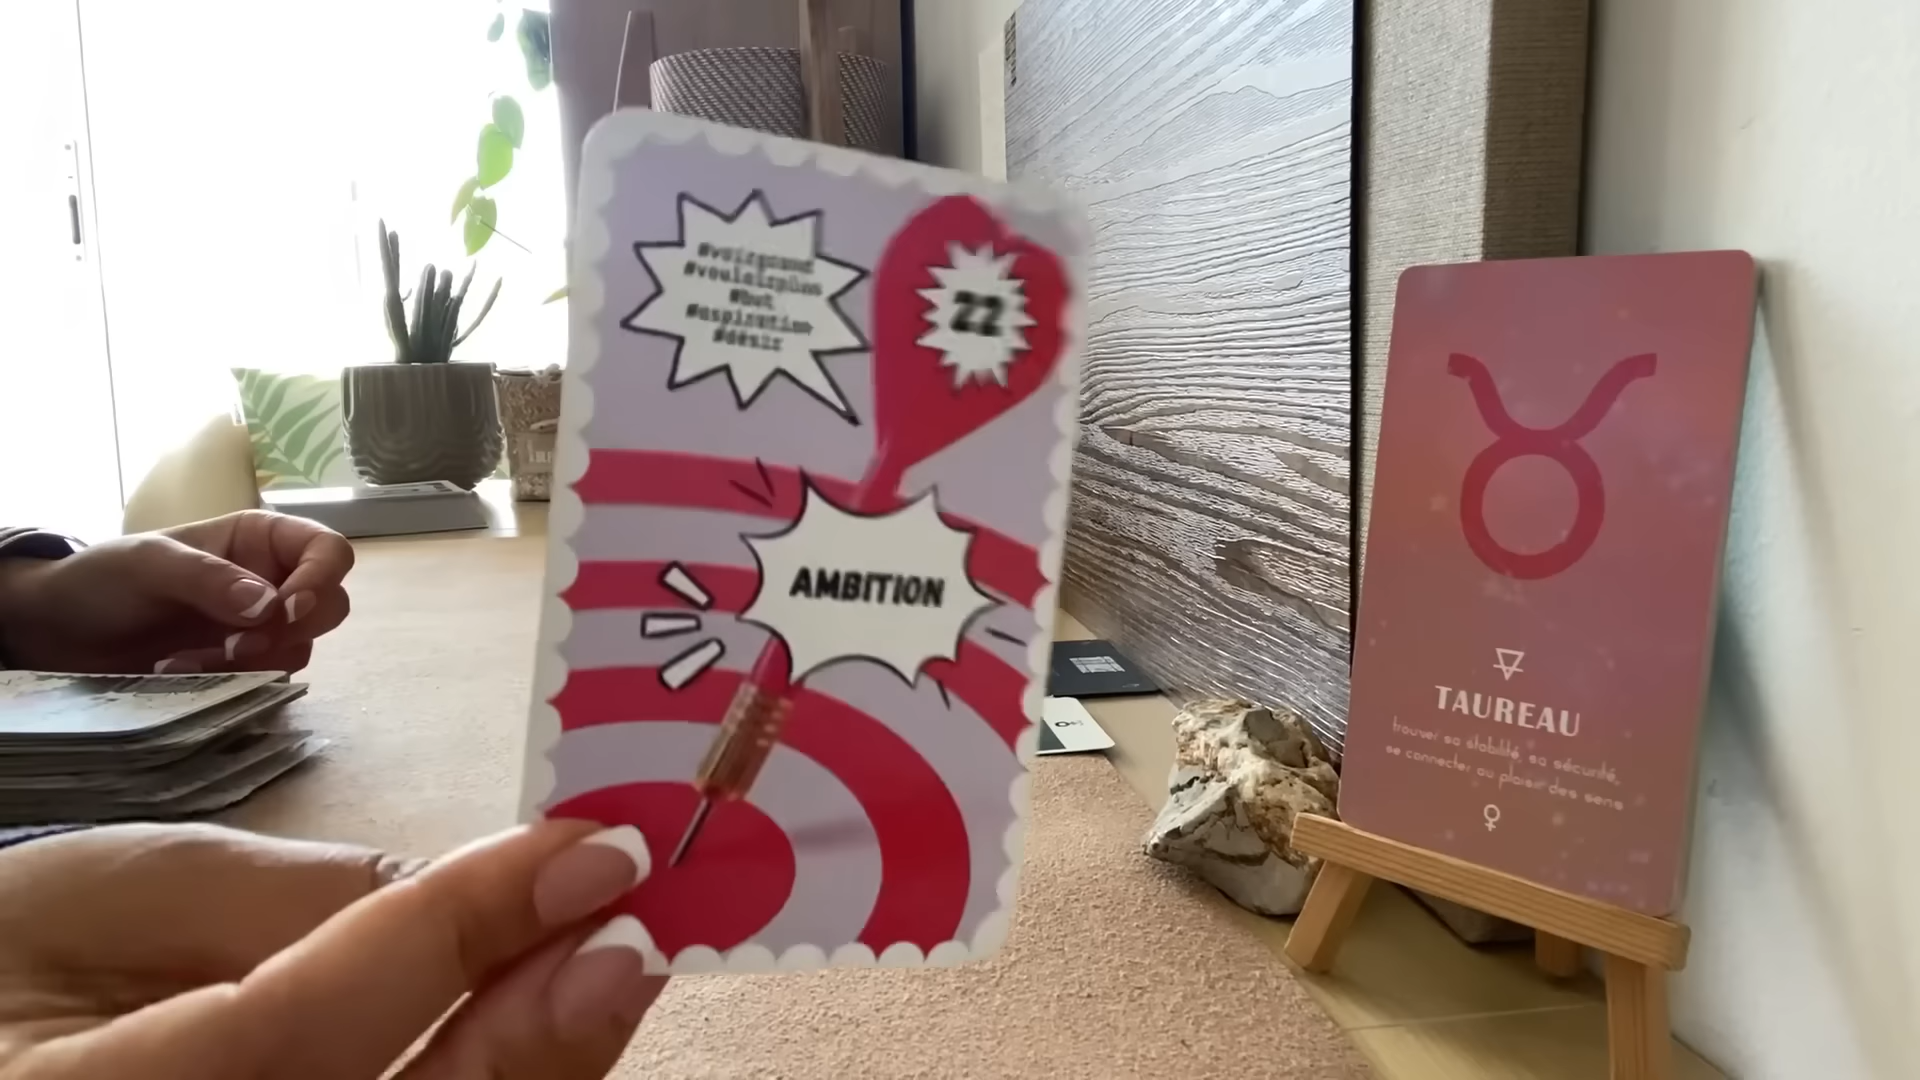 #voirgrand
#vouloirplus
#but
#aspiration
#désir
22
AMBITION
TAUREAU
trouver sa stabilité, sa sécurité,
se connecter au plaisir des sens